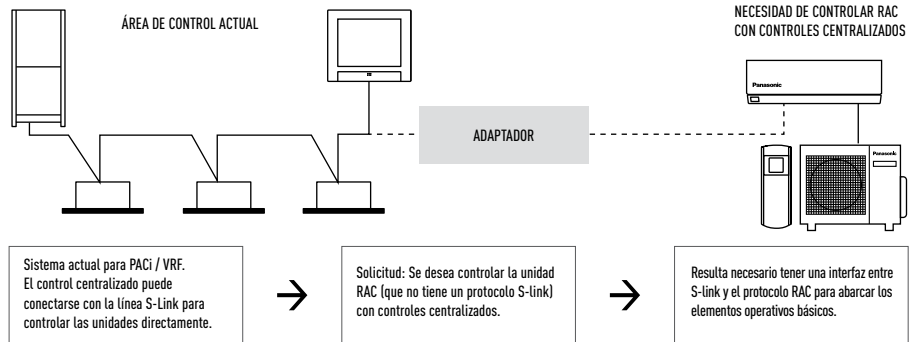 ÁREA DE CONTROL ACTUAL
NECESIDAD DE CONTROLAR RAC
CON CONTROLES CENTRALIZADOS
Panasonic
ADAPTADOR
Panasonic
Sistema actual para PACi / VRF.
El control centralizado puede
conectarse con la línea S-Link para
controlar las unidades directamente.
Solicitud: Se desea controlar la unidad
RAC (que no tiene un protocolo S-link)
con controles centralizados.
Resulta necesario tener una interfaz entre
S-link y el protocolo RAC para abarcar los
elementos operativos básicos.